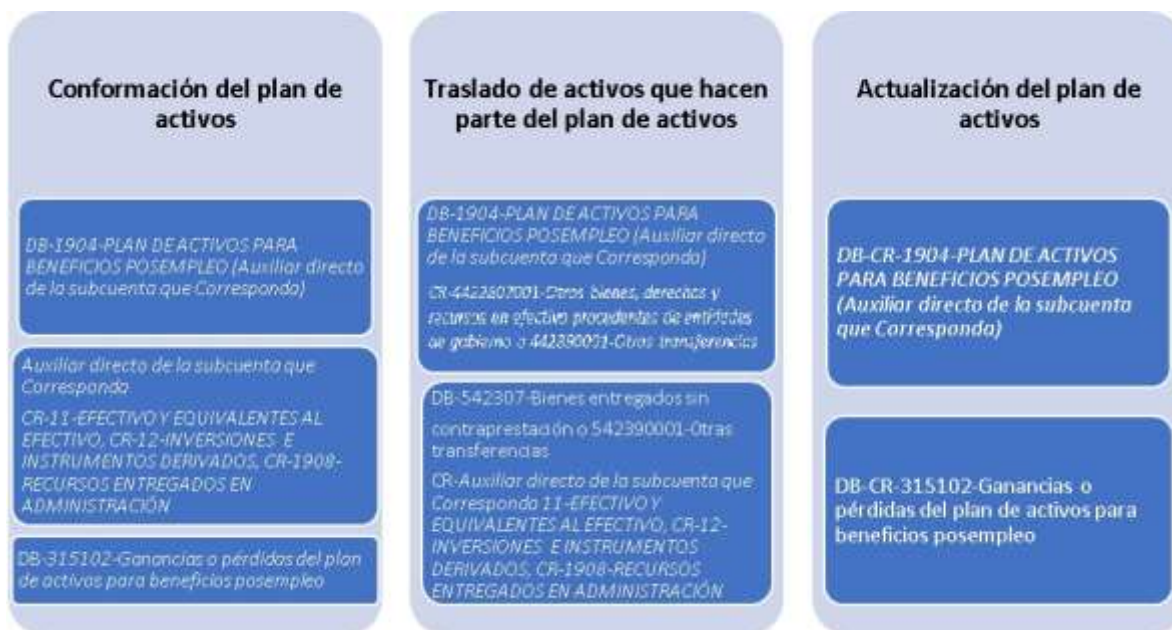 Conformación del plan de
activos
DB-1904-PLAN DE ACTIVOS PARA
BENEFICIOS POSEMPLEO (Auxiliar directo
de la subcuenta que Corresponda)
Auxiliar directo de la subcuenta que
Corresponda
CR-11-EFECTIVO Y EQUIVALENTES AL
EFECTIVO, CR-12-INVERSIONES E
INSTRUMENTOS DERIVADOS, CR-1908-
RECURSOS ENTREGADOS EN
ADMINISTRACIÓN
DB-315102-Ganancias o pérdidas del plan
de activos para beneficios posempleo
Traslado de activos que hacen
parte del plan de activos
DB-1904-PLAN DE ACTIVOS PARA
BENEFICIOS POSEMPLEO (Auxiliar directo
de la subcuenta que Corresponda)
CR-4422807001-Otros bienes, derechos y
recursos en efectivo procedentes de entidades
de gobierno o 442890001-Otras transferencias
DB-542307-Bienes entregados sin
contraprestación o 542390001-Otras
transferencias
CR-Auxiliar directo de la subcuenta que
Corresponda 11-EFECTIVO Y
EQUIVALENTES AL EFECTIVO, CR-12-
INVERSIONES E INSTRUMENTOS
DERIVADOS, CR-1908-RECURSOS
ENTREGADOS EN ADMINISTRACIÓN
Actualización del plan de
activos
DB-CR-1904-PLAN DE ACTIVOS
PARA BENEFICIOS POSEMPLEO
(Auxiliar directo de la subcuenta
que Corresponda)
DB-CR-315102-Ganancias o
pérdidas del plan de activos para
beneficios posempleo